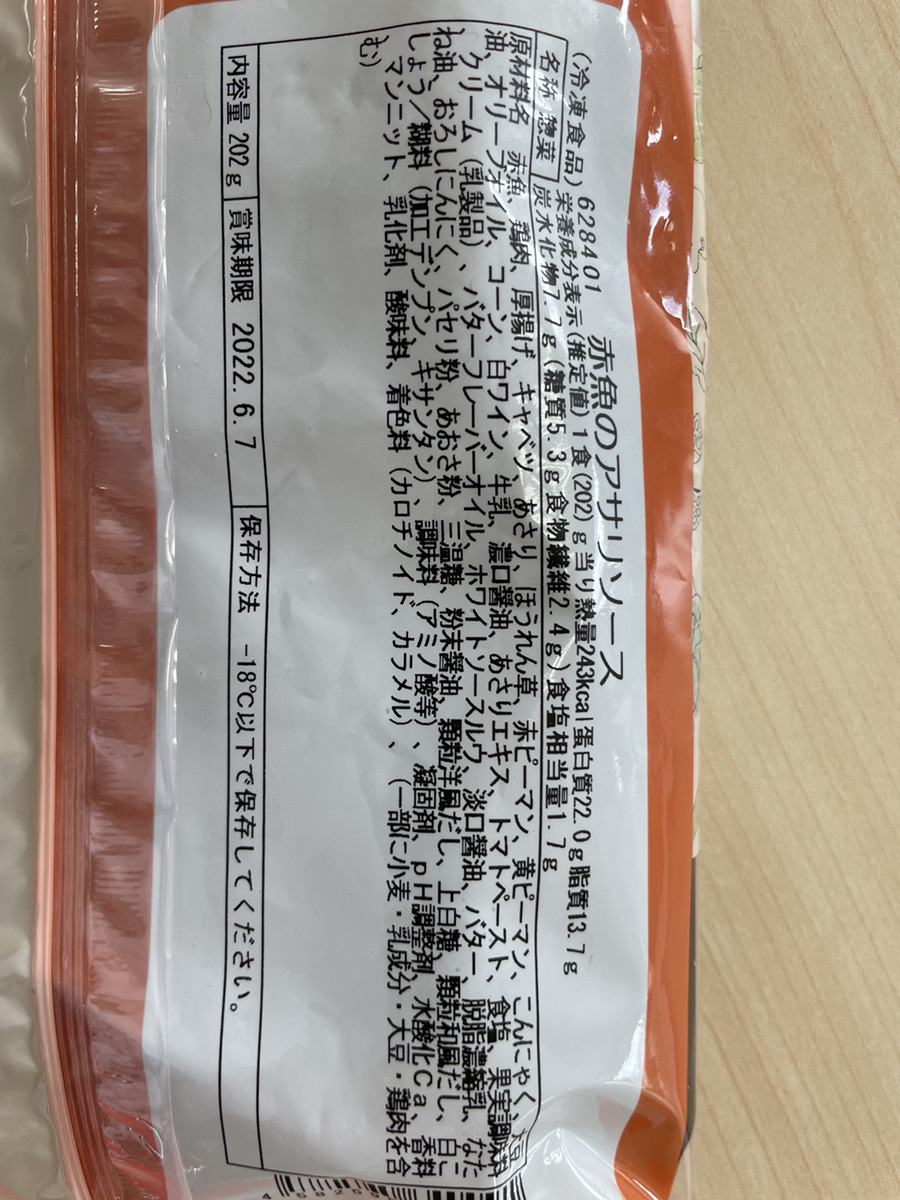 (冷凍食品) 628401 赤魚のアサリソース
栄養成分表示(推定値)1食(202)g当り熱量243kcal蛋白質22.0g脂質13.7g
炭水化物7.7g(糖質5.3g食物繊維2.4g)食塩相当量1.7g
名称 惣菜
原材料名 赤魚、鶏肉、厚揚げ、キャベツ、あさり、ほうれん草、赤ピーマン、黄ピーマン、こんにゃく、大豆
油、オリーブオイル、コーン、白ワイン、牛乳、濃口醤油、あさりエキス、トマトペースト、食塩、果実調味料
、クリーム(乳製品)、バターフレーバーオイル、ホワイトソースルウ、淡口醤油、バター、脱脂濃縮乳、なた
ね油、おろしにんにく、パセリ粉、あおさ粉、三温糖、粉末醤油、顆粒洋風だし、上白糖、顆粒和風だし、白こ
しょう／糊料(加工デンプン、キサンタン)、調味料(アミノ酸等)、凝固剤、pH調整剤、水酸化Ca、香料
マンニット、乳化剤、酸味料、着色料(カロチノイド、カラメル)、(一部に小麦・乳成分・大豆・鶏肉を含
む)
内容量 202g 賞味期限 2022.6.7 保存方法 -18℃以下で保存してください。